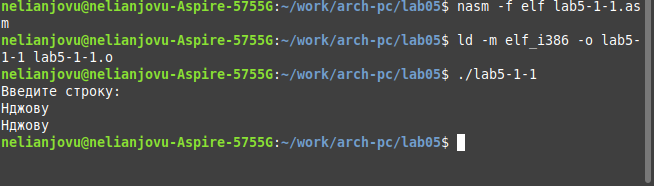 nelianjovu@nelianjovu-Aspire-5755G:~/work/arch-pc/lab05$ nasm -f elf lab5-1-1.as
m
nelianjovu@nelianjovu-Aspire-5755G:~/work/arch-pc/lab05$ ld -m elf_i386 -o lab5-
1-1 lab5-1-1.o
nelianjovu@nelianjovu-Aspire-5755G:~/work/arch-pc/lab05$ ./lab5-1-1
Введите строку:
Нджову
Нджову
nelianjovu@nelianjovu-Aspire-5755G:~/work/arch-pc/lab05$